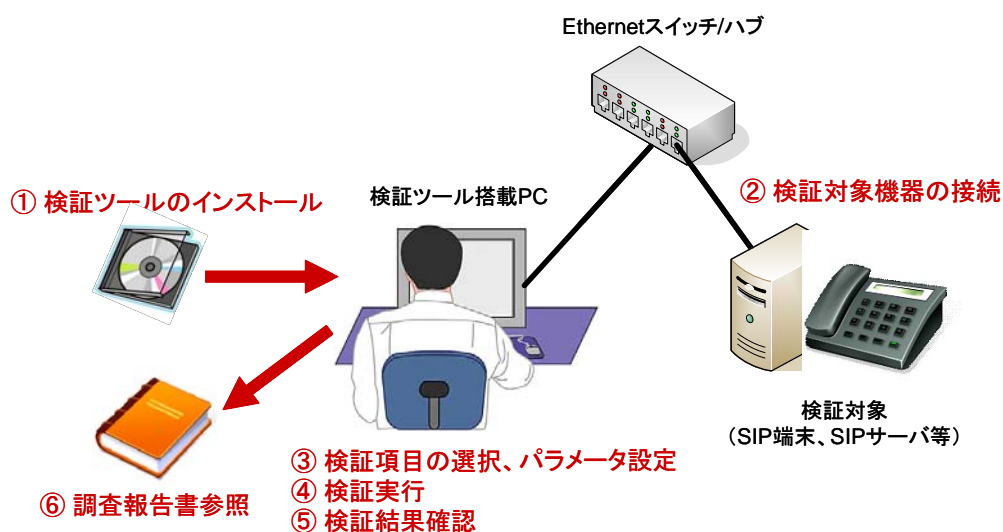 Ethernetスイッチ/ハブ
① 検証ツールのインストール
検証ツール搭載PC
② 検証対象機器の接続
検証対象
（SIP端末、SIPサーバ等）
③ 検証項目の選択、パラメータ設定
④ 検証実行
⑤ 検証結果確認
⑥ 調査報告書参照